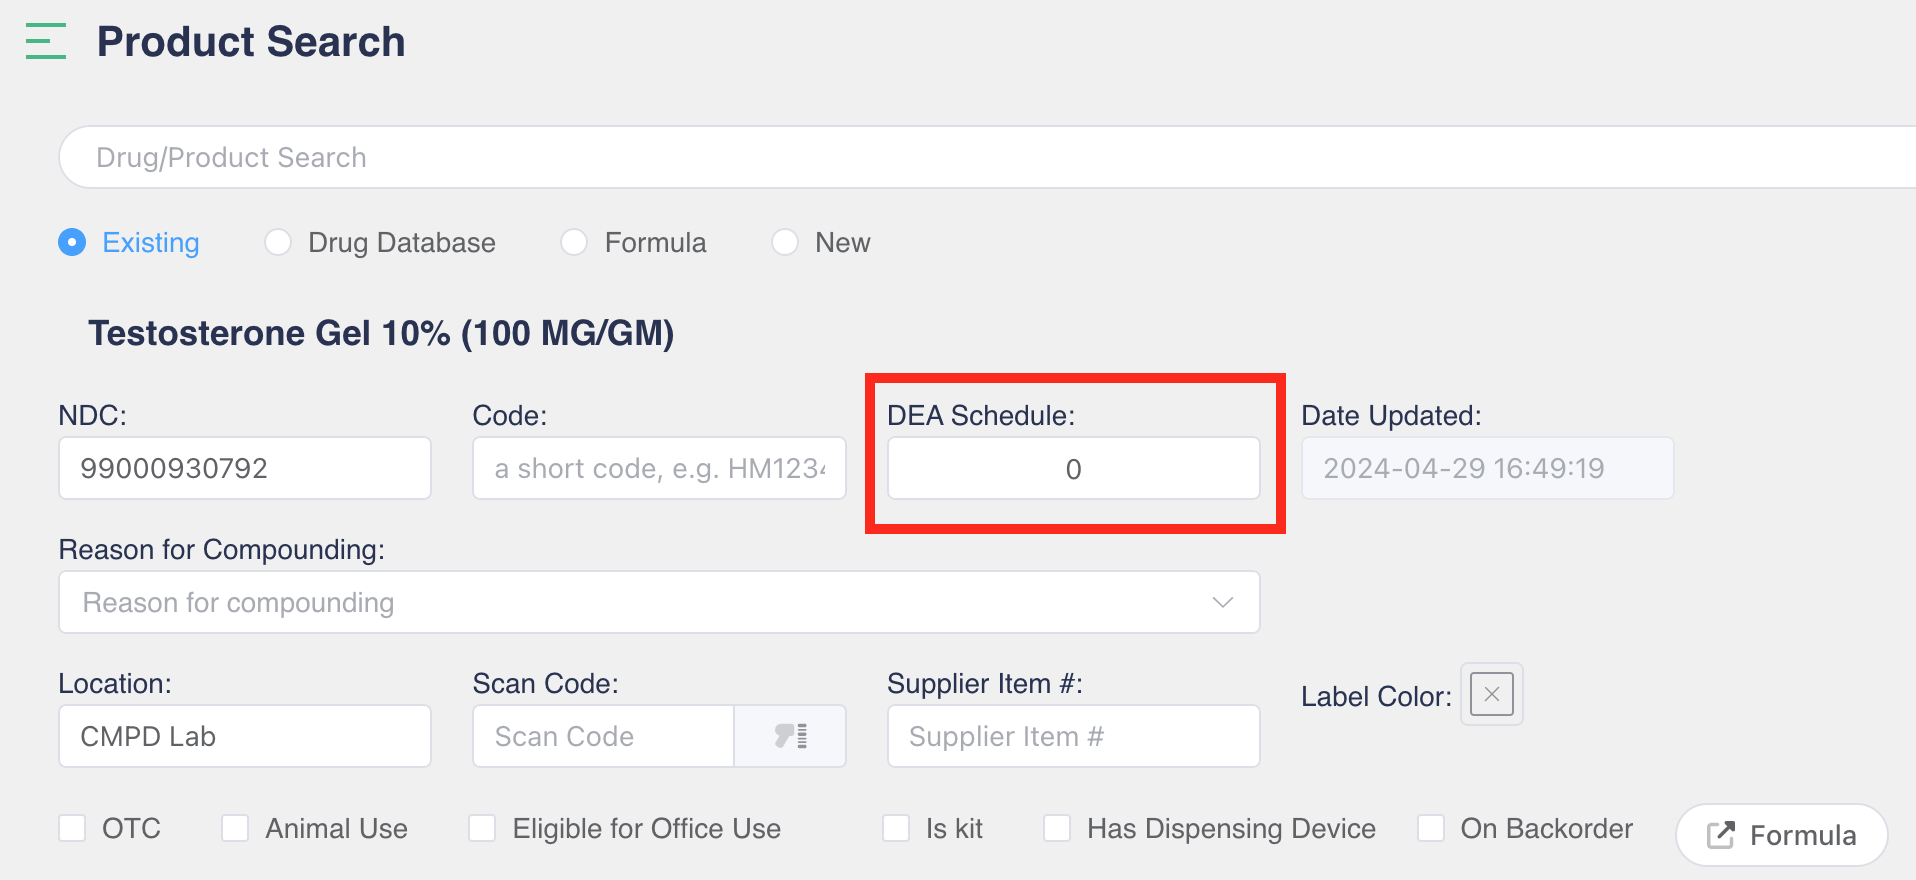 Product Search
Drug/Product Search
Existing Drug Database Formula New
Testosterone Gel 10% (100 MG/GM)
NDC: Code: DEA Schedule: Date Updated:
99000930792 a short code, e.g. HM123 0 2024-04-29 16:49:19
Reason for Compounding:
Reason for compounding
Location: Scan Code: Supplier Item #: Label Color:
CMPD Lab Scan Code Supplier Item #
OTC Animal Use Eligible for Office Use Is kit Has Dispensing Device On Backorder Formula